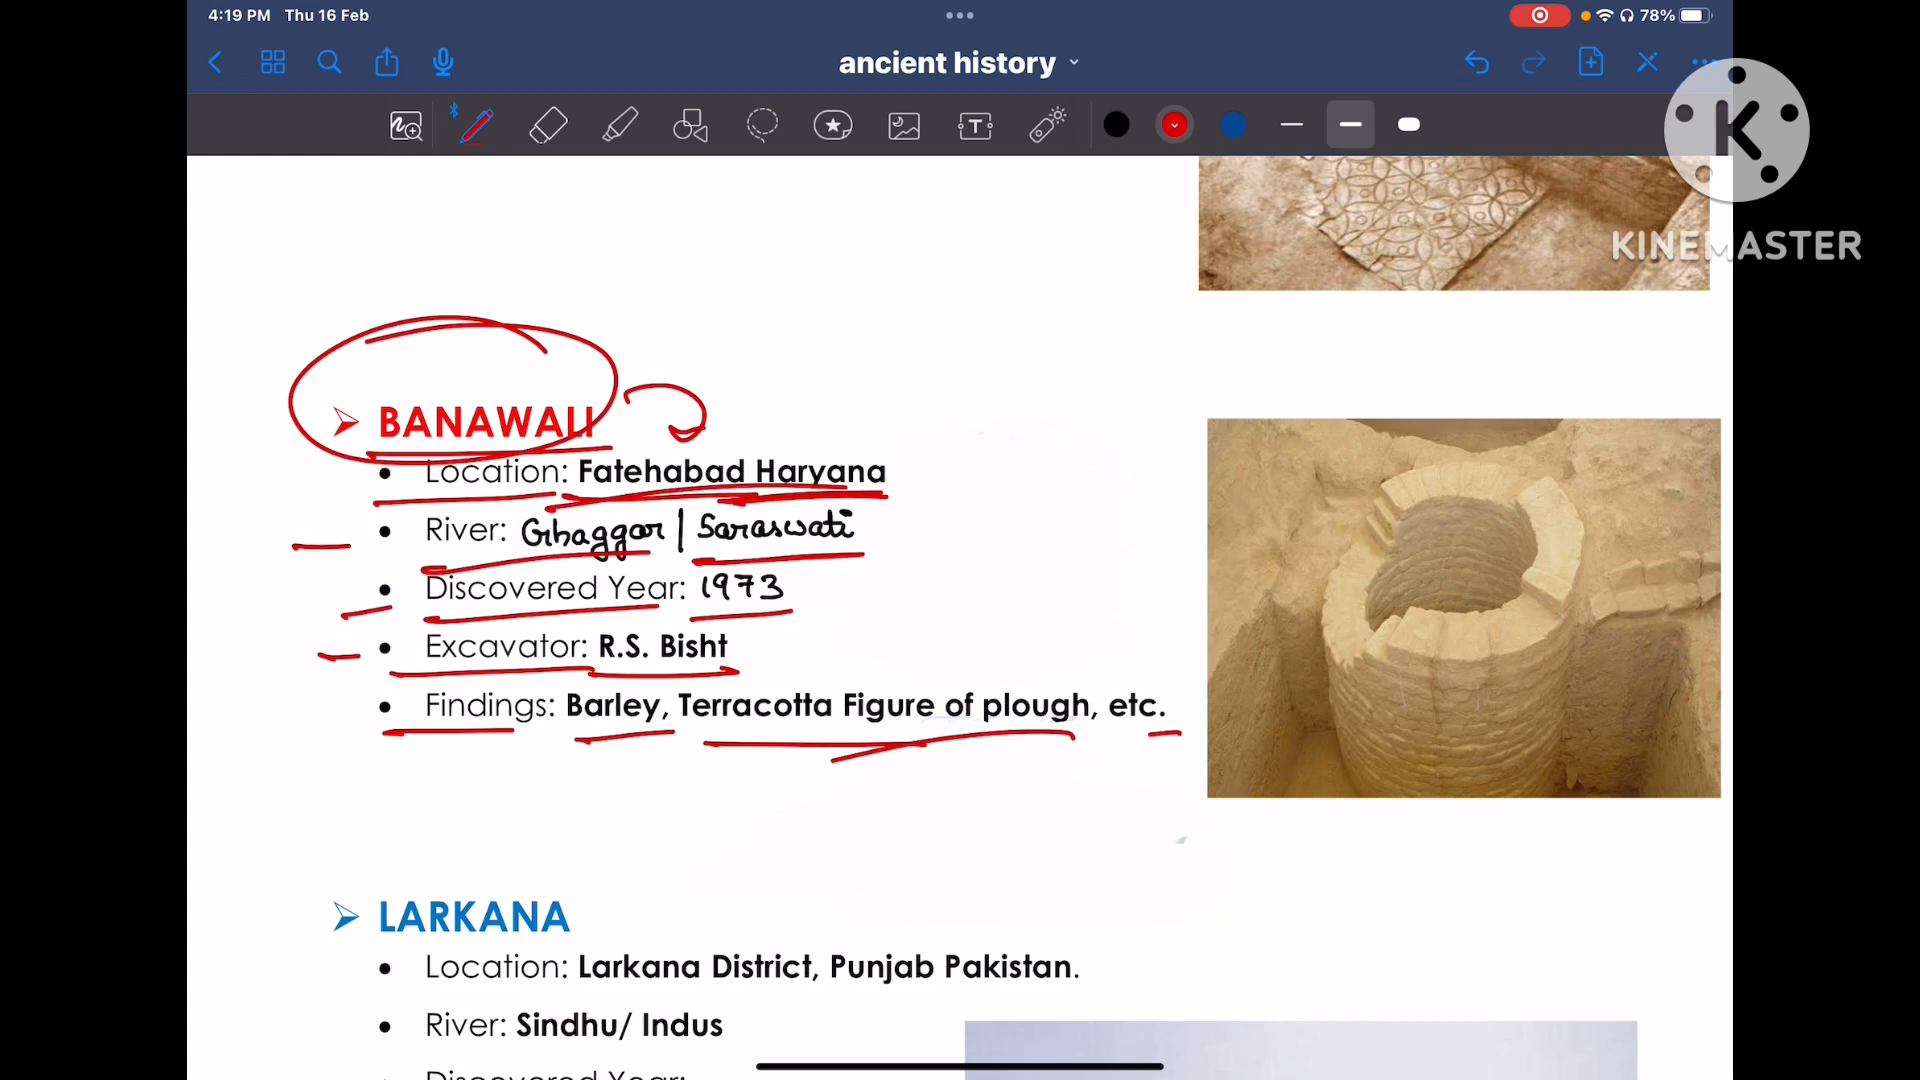 4:19 PM Thu 16 Feb
78%
ancient history
T
K
KINEMASTER
BANAWALI
Location: Fatehabad Haryana
River: Ghaggar | Saraswati
Discovered Year: 1973
Excavator: R.S. Bisht
Findings: Barley, Terracotta Figure of plough, etc.
LARKANA
Location: Larkana District, Punjab Pakistan.
River: Sindhu/ Indus
Discovered Year: